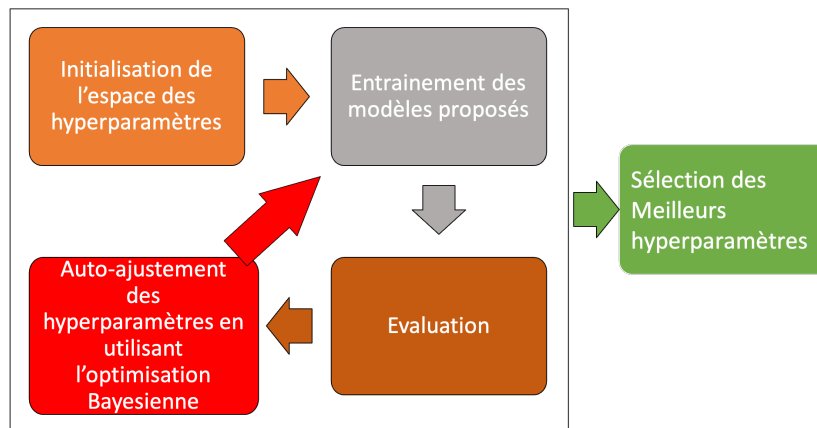 Initialisation de
l’espace des
hyperparamètres
Entrainement des
modèles proposés
Sélection des
Meilleurs
hyperparamètres
Auto-ajustement
des
hyperparamètres en
utilisant
l’optimisation
Bayesienne
Evaluation